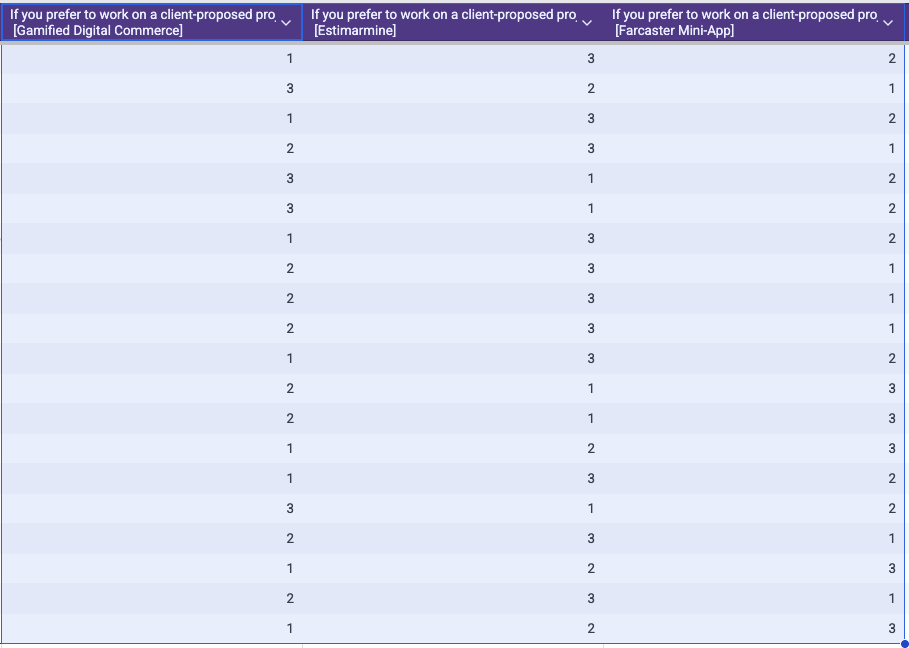 If you prefer to work on a client-proposed pro. If you prefer to work on a client-proposed pro. If you prefer to work on a client-proposed pro.
[Gamified Digital Commerce] [Estimarmine] [Farcaster Mini-App]
1 3 2
3 2 1
1 3 2
2 3 1
3 1 2
3 1 2
1 3 2
2 3 1
2 3 1
2 3 1
1 3 2
2 1 3
2 1 3
1 2 3
1 3 2
3 1 2
2 3 1
1 2 3
2 3 1
1 2 3